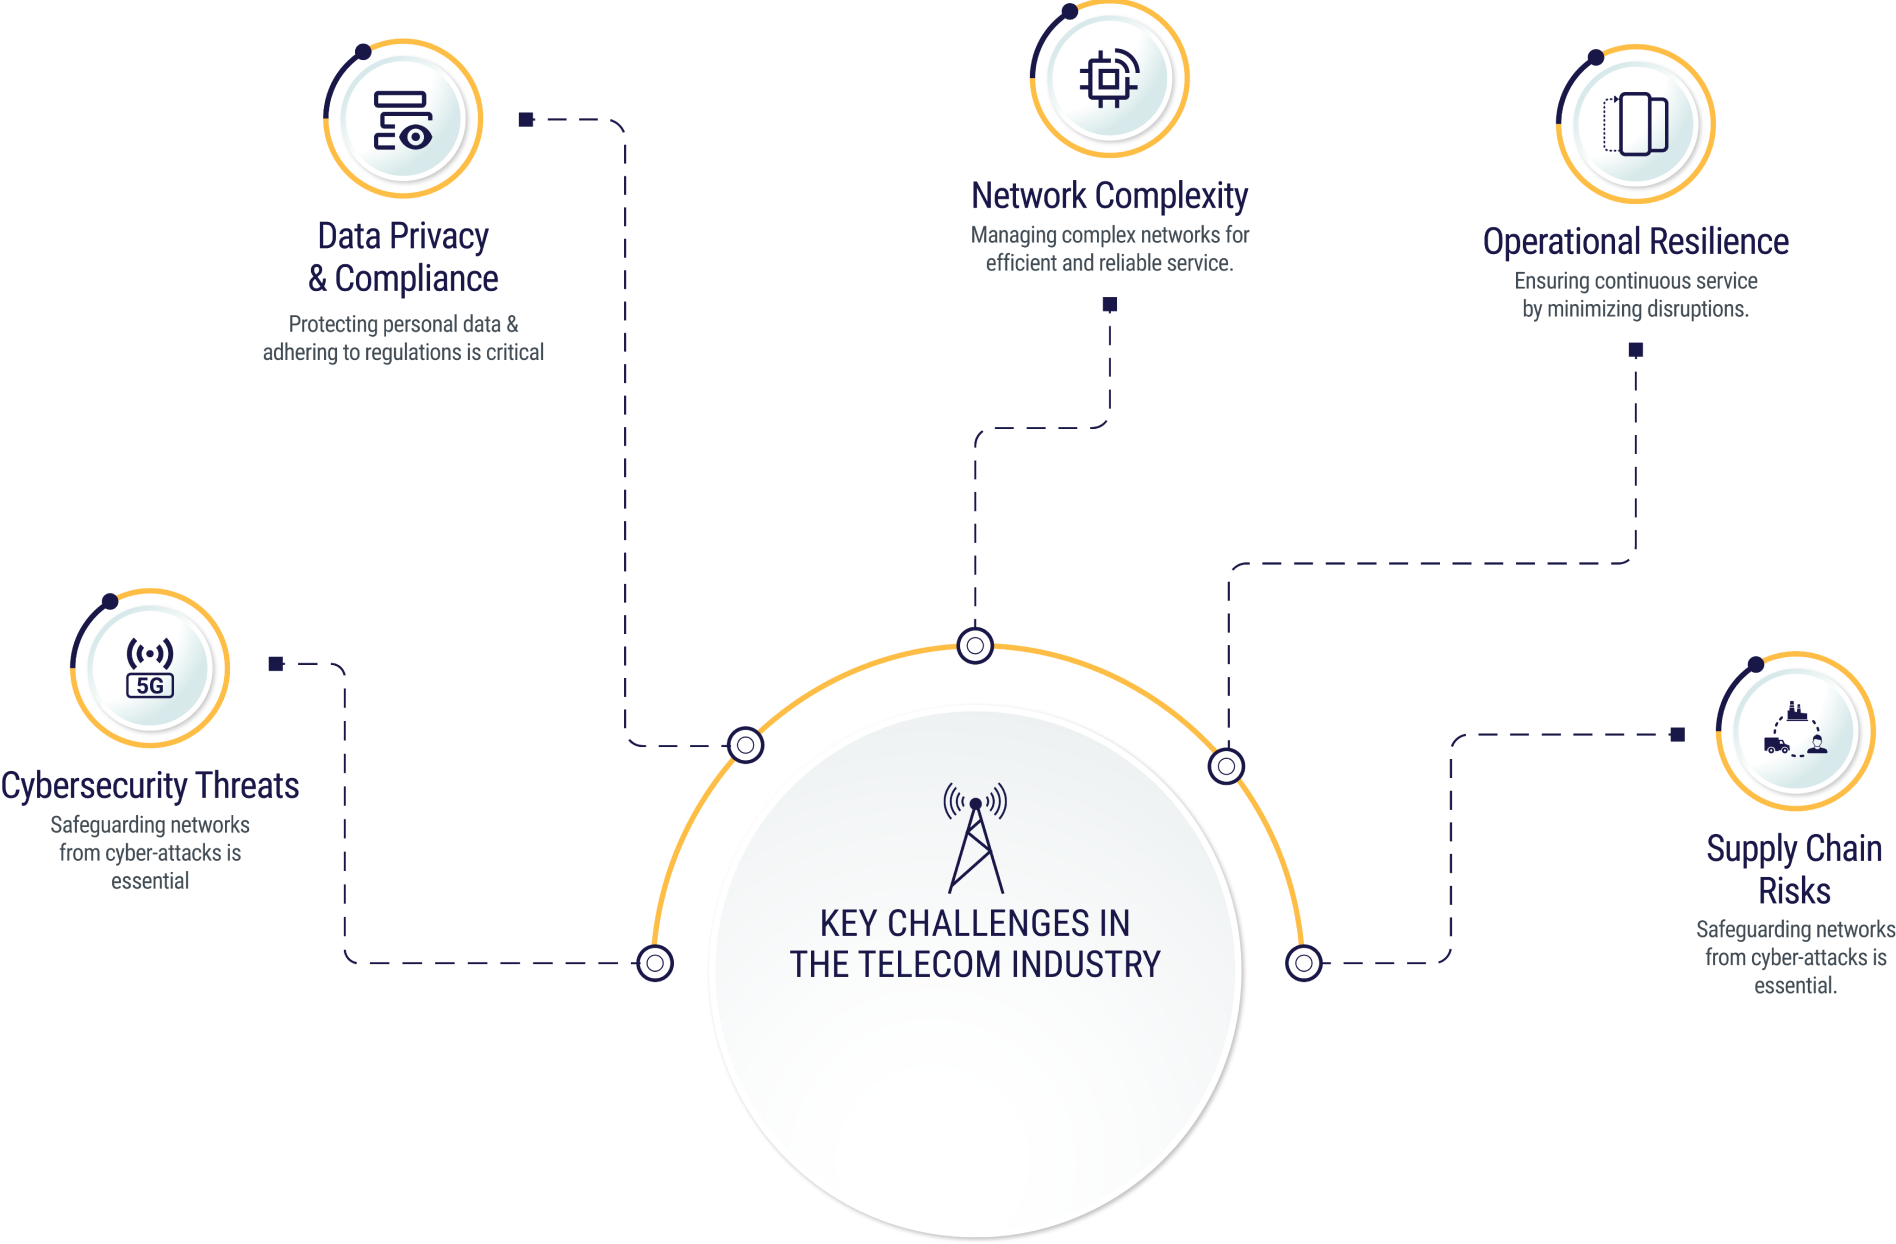 Data Privacy
& Compliance
Protecting personal data &
adhering to regulations is critical
Network Complexity
Managing complex networks for
efficient and reliable service.
Operational Resilience
Ensuring continuous service
by minimizing disruptions.
5G
Cybersecurity Threats
Safeguarding networks
from cyber-attacks is
essential
Supply Chain
Risks
Safeguarding networks
from cyber-attacks is
essential.
KEY CHALLENGES IN
THE TELECOM INDUSTRY